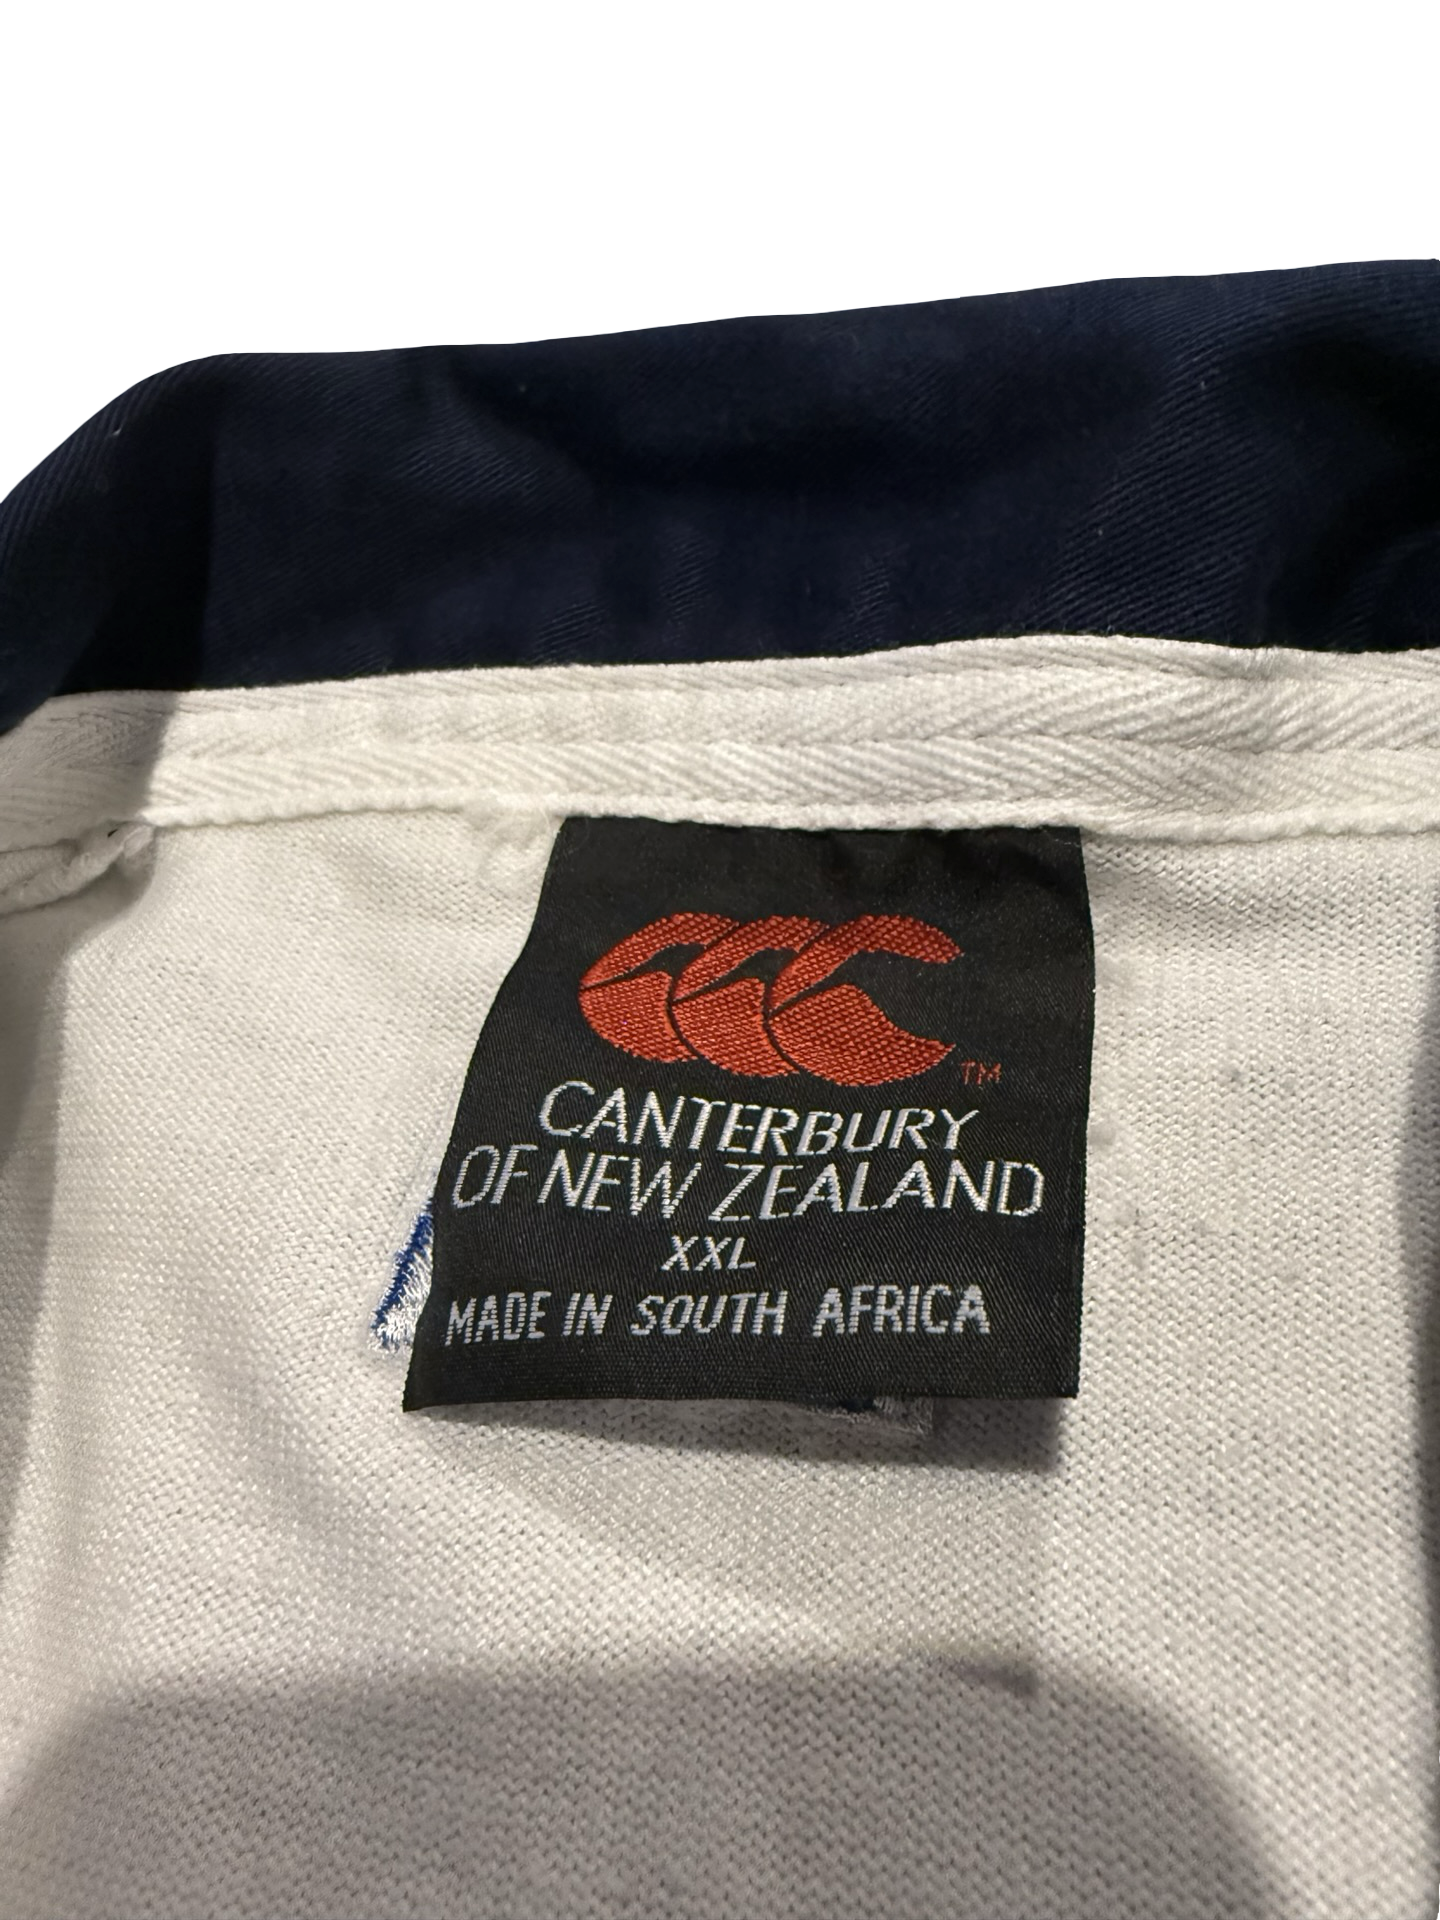 TM
CANTERBURY
OF NEW ZEALAND
XXL
MADE IN SOUTH AFRICA